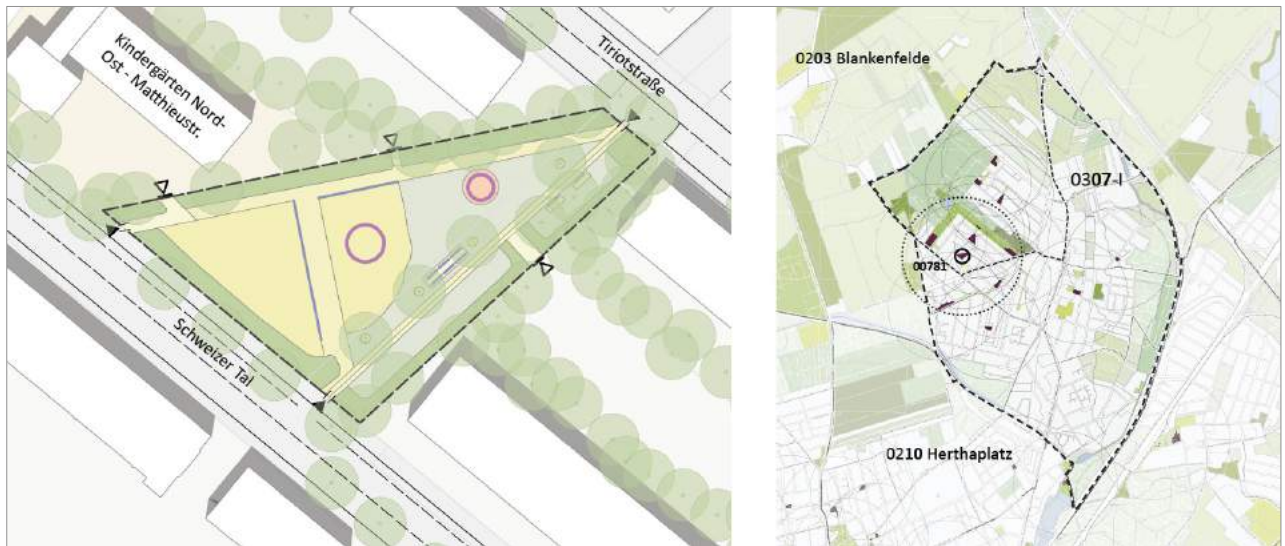 Kindergärten Nord-
Ost - Matthieustr.
Tiriotstraße
Schweizer Tal
0203 Blankenfelde
0307-I
00781
0210 Herthaplatz